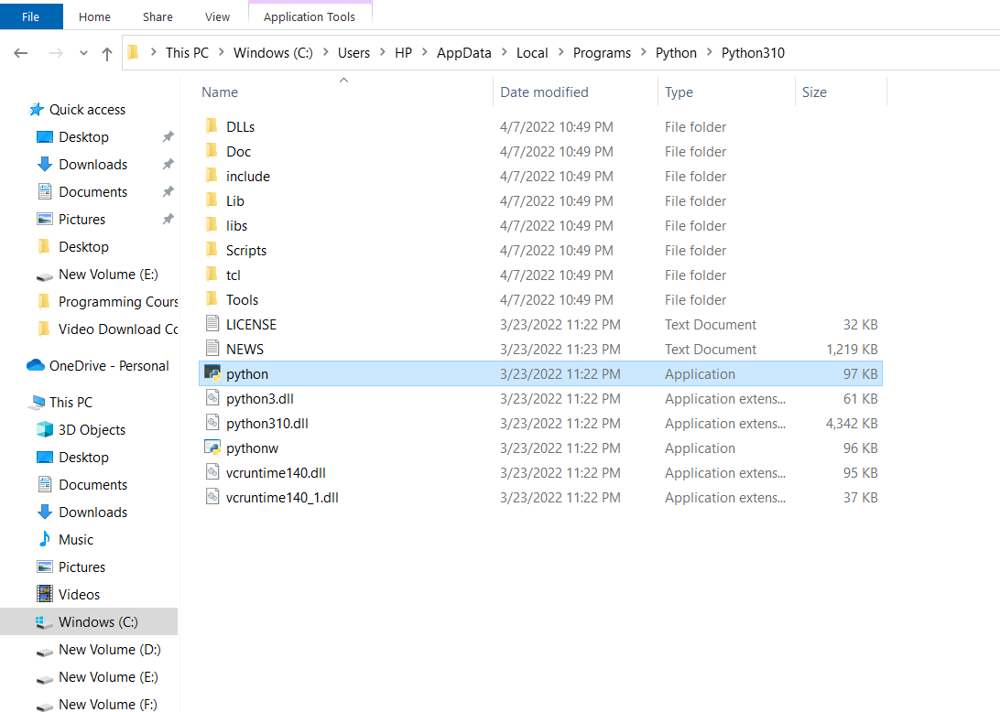 File Home Share View Application Tools
This PC Windows (C:) Users HP AppData Local Programs Python Python310
Name Date modified Type Size
Quick access
Desktop
Downloads
Documents
Pictures
Desktop
New Volume (E:)
Programming Cours
Video Download Cc
OneDrive - Personal
This PC
3D Objects
Desktop
Documents
Downloads
Music
Pictures
Videos
Windows (C:)
New Volume (D:)
New Volume (E:)
New Volume (F:)
DLLs 4/7/2022 10:49 PM File folder
Doc 4/7/2022 10:49 PM File folder
include 4/7/2022 10:49 PM File folder
Lib 4/7/2022 10:49 PM File folder
libs 4/7/2022 10:49 PM File folder
Scripts 4/7/2022 10:49 PM File folder
tcl 4/7/2022 10:49 PM File folder
Tools 4/7/2022 10:49 PM File folder
LICENSE 3/23/2022 11:22 PM Text Document 32 KB
NEWS 3/23/2022 11:23 PM Text Document 1,219 KB
python 3/23/2022 11:22 PM Application 97 KB
python3.dll 3/23/2022 11:22 PM Application extens... 61 KB
python310.dll 3/23/2022 11:22 PM Application extens... 4,342 KB
pythonw 3/23/2022 11:22 PM Application 96 KB
vcruntime140.dll 3/23/2022 11:22 PM Application extens... 95 KB
vcruntime140_1.dll 3/23/2022 11:22 PM Application extens... 37 KB